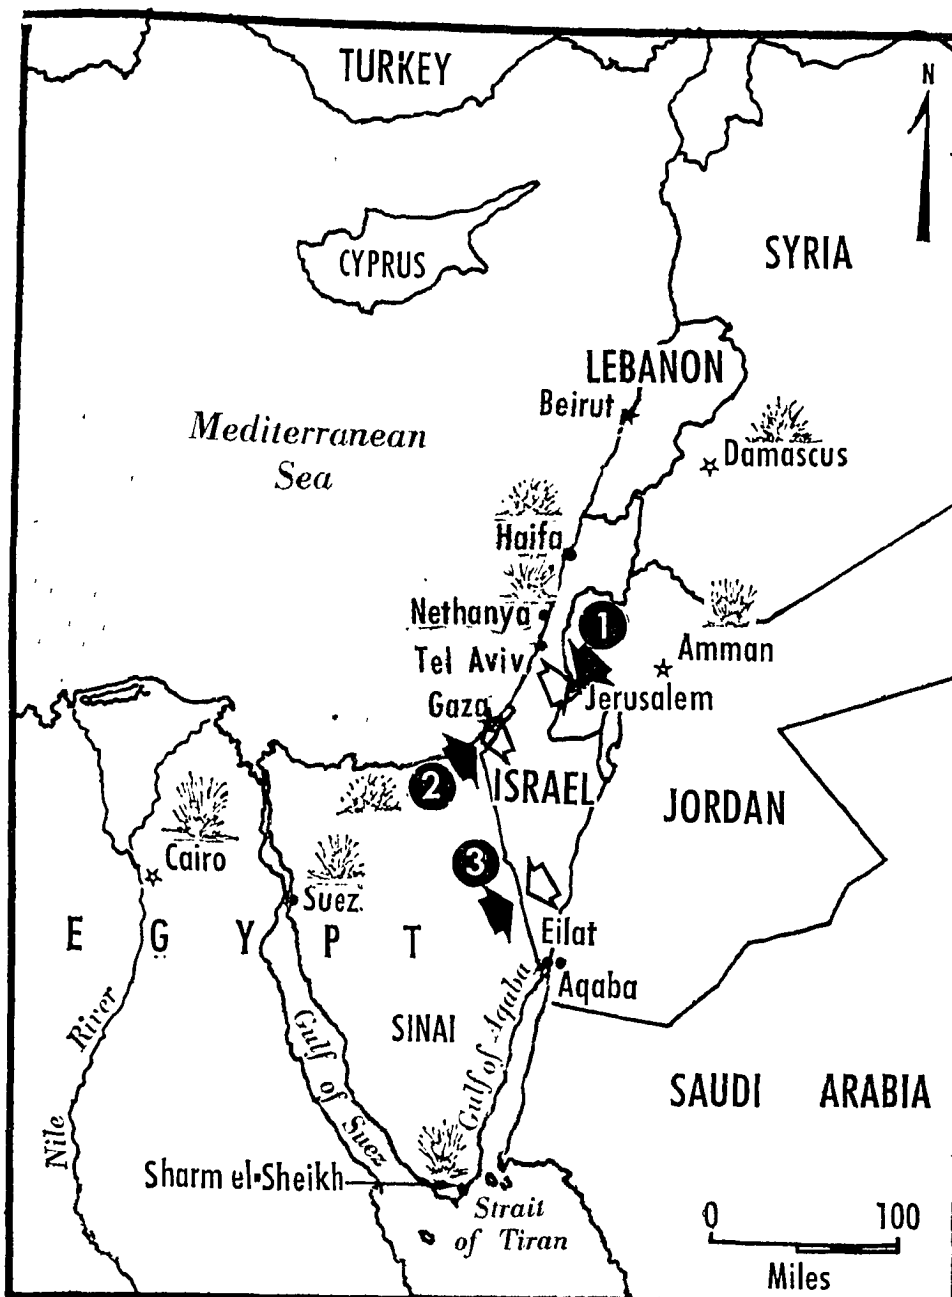 TURKEY
N
CYPRUS
SYRIA
LEBANON
Beirut
Mediterranean
Sea
Damascus
Haifa
Nethanya
1
Amman
Tel Aviv
Jerusalem
Gaza
2
ISRAEL
JORDAN
Cairo
3
Suez
EGYPT
Eilat
Aqaba
SINAI
Nile River
Gulf of Suez
Gulf of Aqaba
SAUDI ARABIA
Sharm el-Sheikh
Strait
of Tiran
0 100
Miles